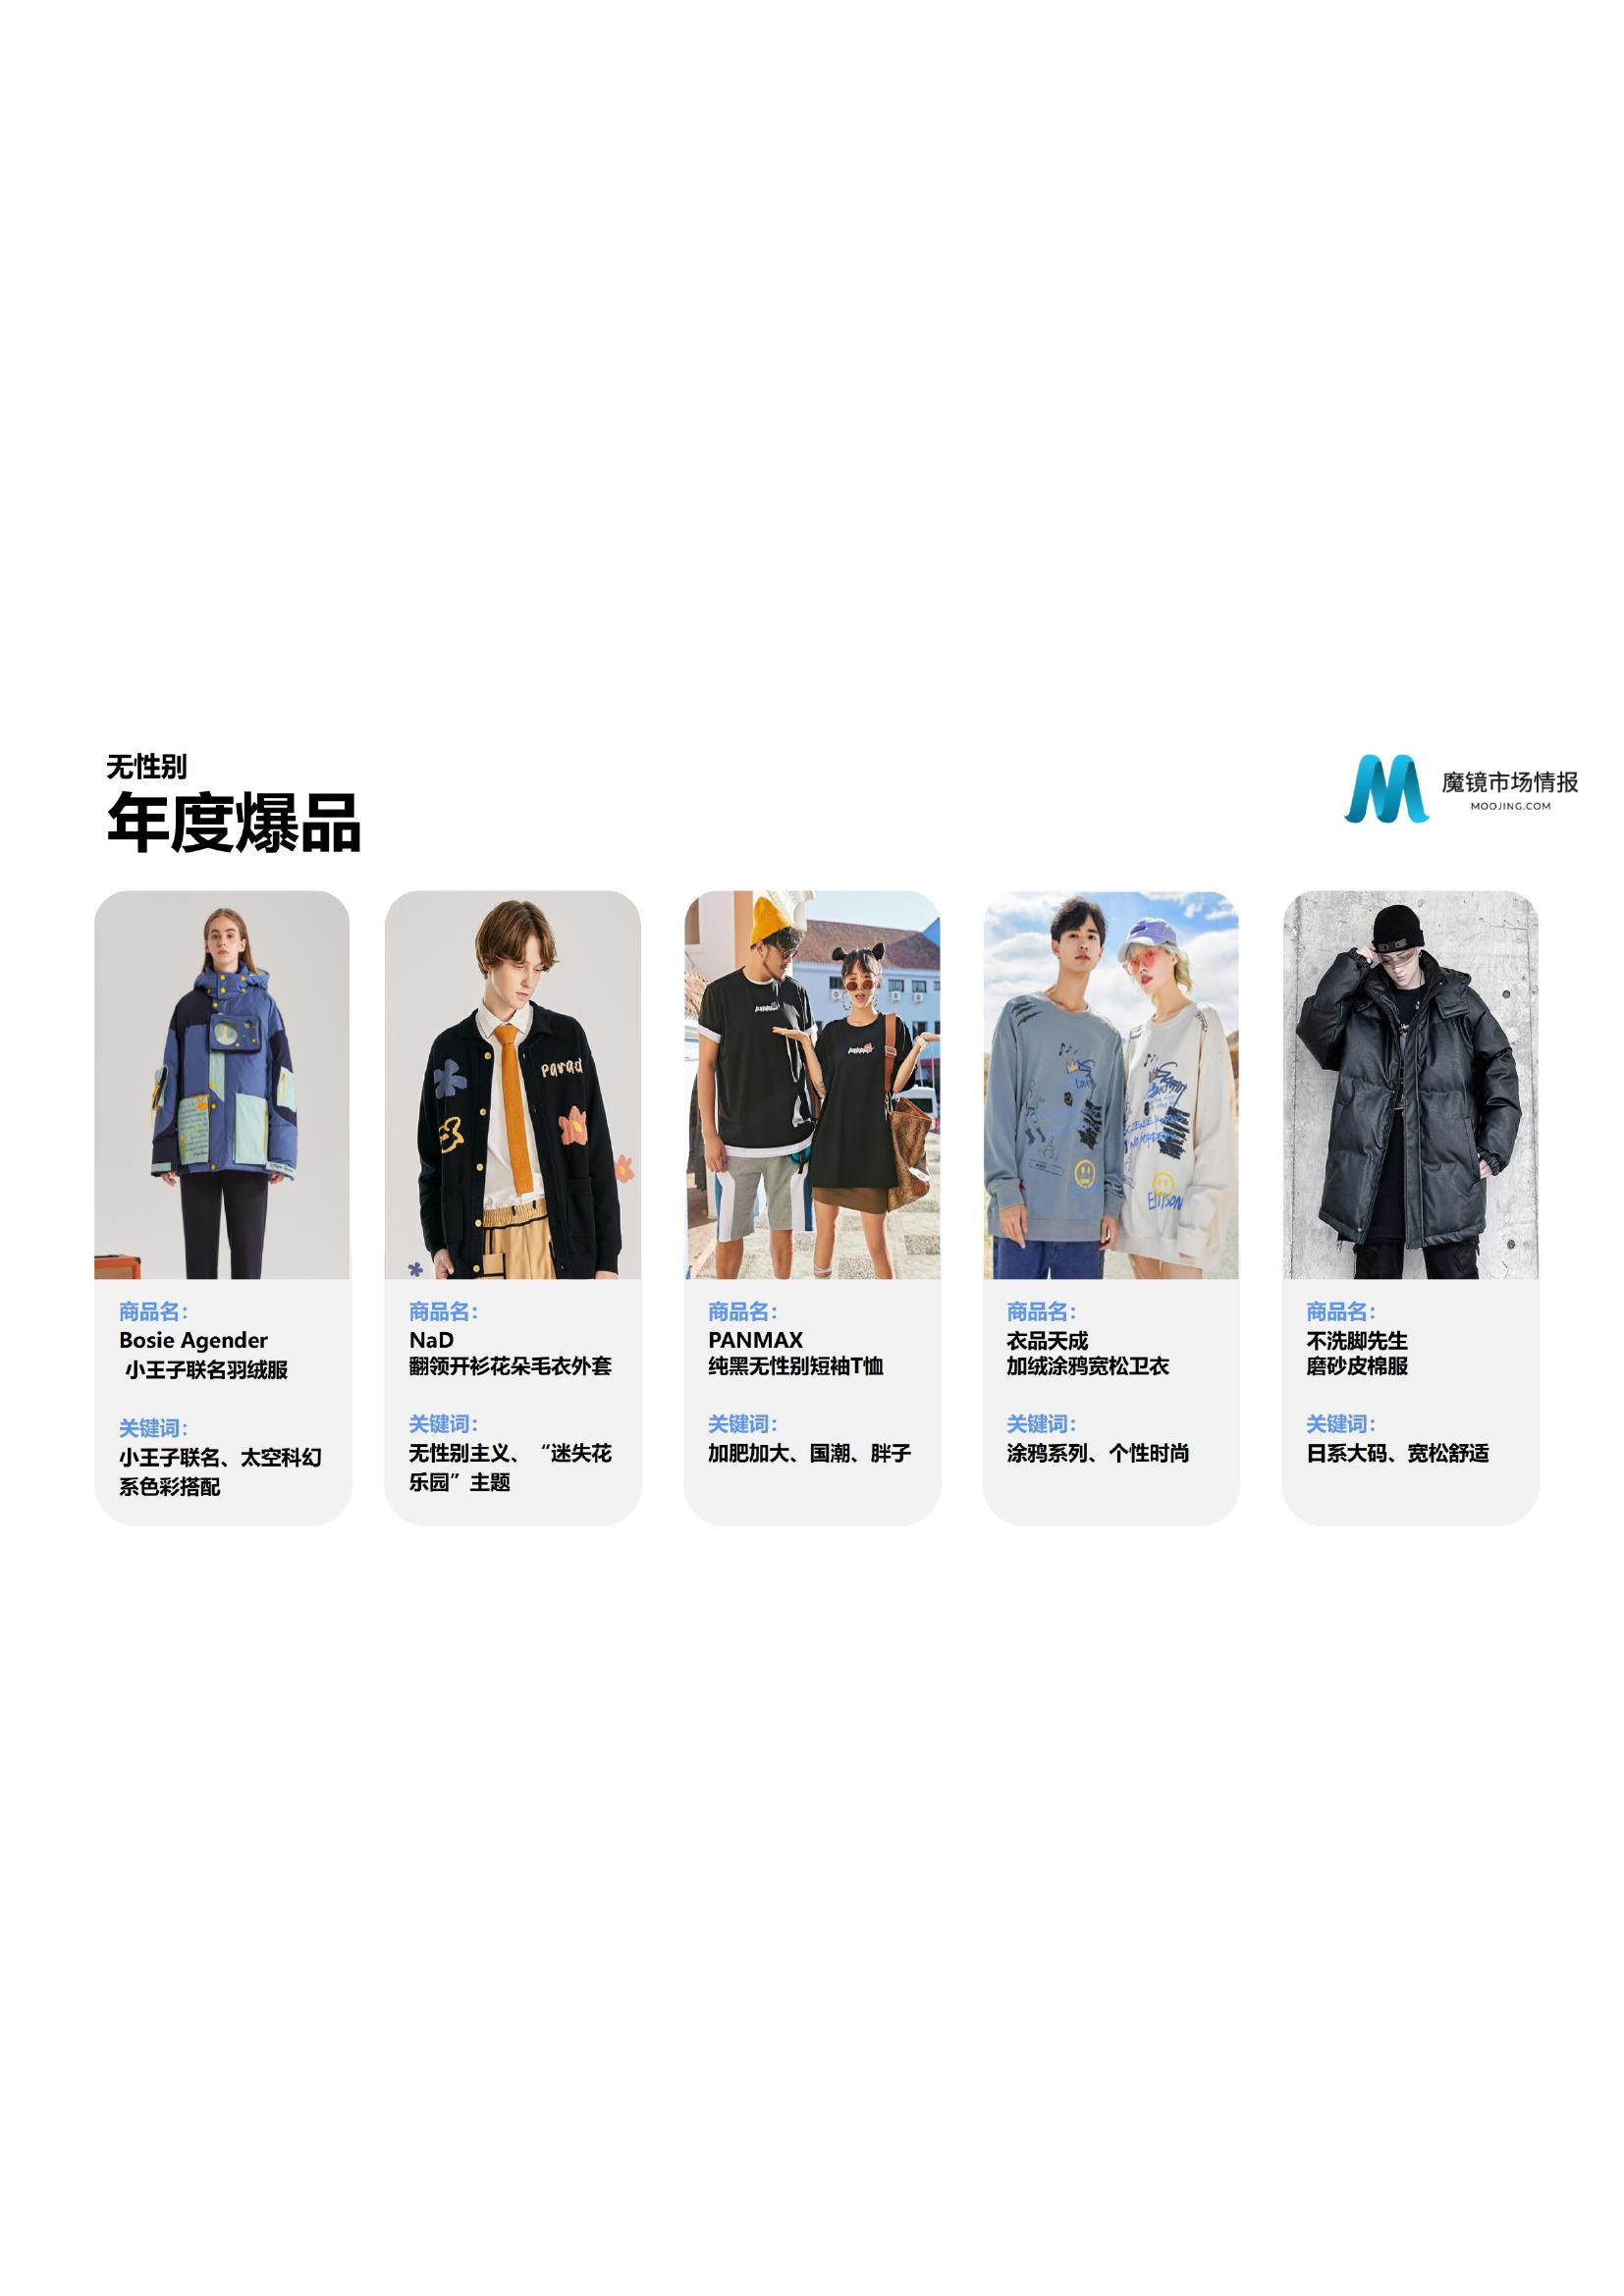 无性别
年度爆品
魔镜市场情报
MOOJING.COM
parad
Ellison
商品名：
Bosie Agender
小王子联名羽绒服
关键词：
小王子联名、太空科幻
系色彩搭配
商品名：
NaD
翻领开衫花朵毛衣外套
关键词：
无性别主义、“迷失花
乐园”主题
商品名：
PANMAX
纯黑无性别短袖T恤
关键词：
加肥加大、国潮、胖子
商品名：
衣品天成
加绒涂鸦宽松卫衣
关键词：
涂鸦系列、个性时尚
商品名：
不洗脚先生
磨砂皮棉服
关键词：
日系大码、宽松舒适